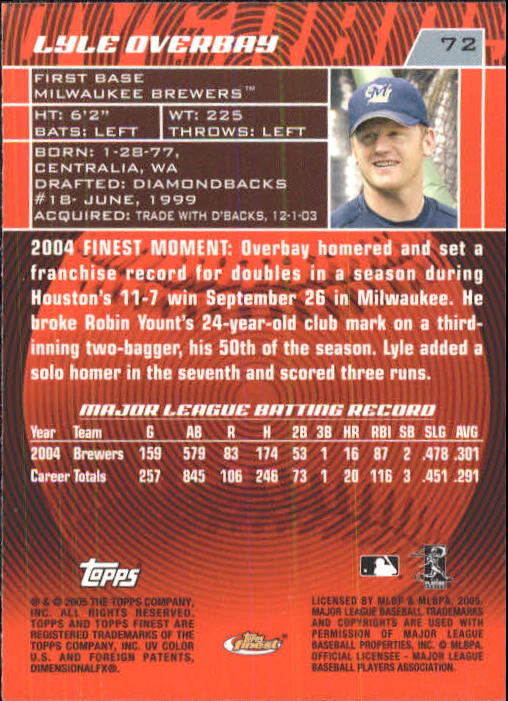 LYLE OVERBAY
72
FIRST BASE
MILWAUKEE BREWERS™
HT: 6'2"
WT: 225
BATS: LEFT
THROWS: LEFT
BORN: 1-28-77,
CENTRALIA, WA
DRAFTED: DIAMONDBACKS
#18- JUNE, 1999
ACQUIRED: TRADE WITH D'BACKS, 12-1-03
M
2004 FINEST MOMENT: Overbay homered and set a
franchise record for doubles in a season during
Houston's 11-7 win September 26 in Milwaukee. He
broke Robin Yount's 24-year-old club mark on a third-
inning two-bagger, his 50th of the season. Lyle added a
solo homer in the seventh and scored three runs.
MAJOR LEAGUE BATTING RECORD
Year Team G AB R H 2B 3B HR RBI SB SLG AVG
2004 Brewers 159 579 83 174 53 1 16 87 2 .478 .301
Career Totals 257 845 106 246 73 1 20 116 3 .451 .291
TOPPS
® & © 2005 THE TOPPS COMPANY,
INC. ALL RIGHTS RESERVED.
TOPPS AND TOPPS FINEST ARE
REGISTERED TRADEMARKS OF THE
TOPPS COMPANY, INC. UV COLOR
U.S. AND FOREIGN PATENTS,
DIMENSIONALFX®.
Topps
finest
LICENSED BY MLBP & MLBPA, 2005.
MAJOR LEAGUE BASEBALL TRADEMARKS
AND COPYRIGHTS ARE USED WITH
PERMISSION OF MAJOR LEAGUE
BASEBALL PROPERTIES, INC. © MLBPA.
OFFICIAL LICENSEE - MAJOR LEAGUE
BASEBALL PLAYERS ASSOCIATION.